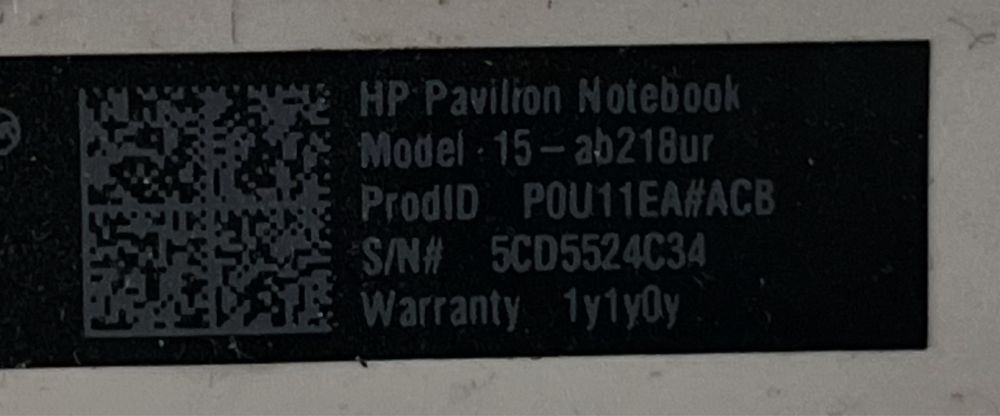 HP Pavilion Notebook
Model 15-ab218ur
ProdID P0U11EA#ACB
S/N# 5CD5524C34
Warranty 1y1y0y